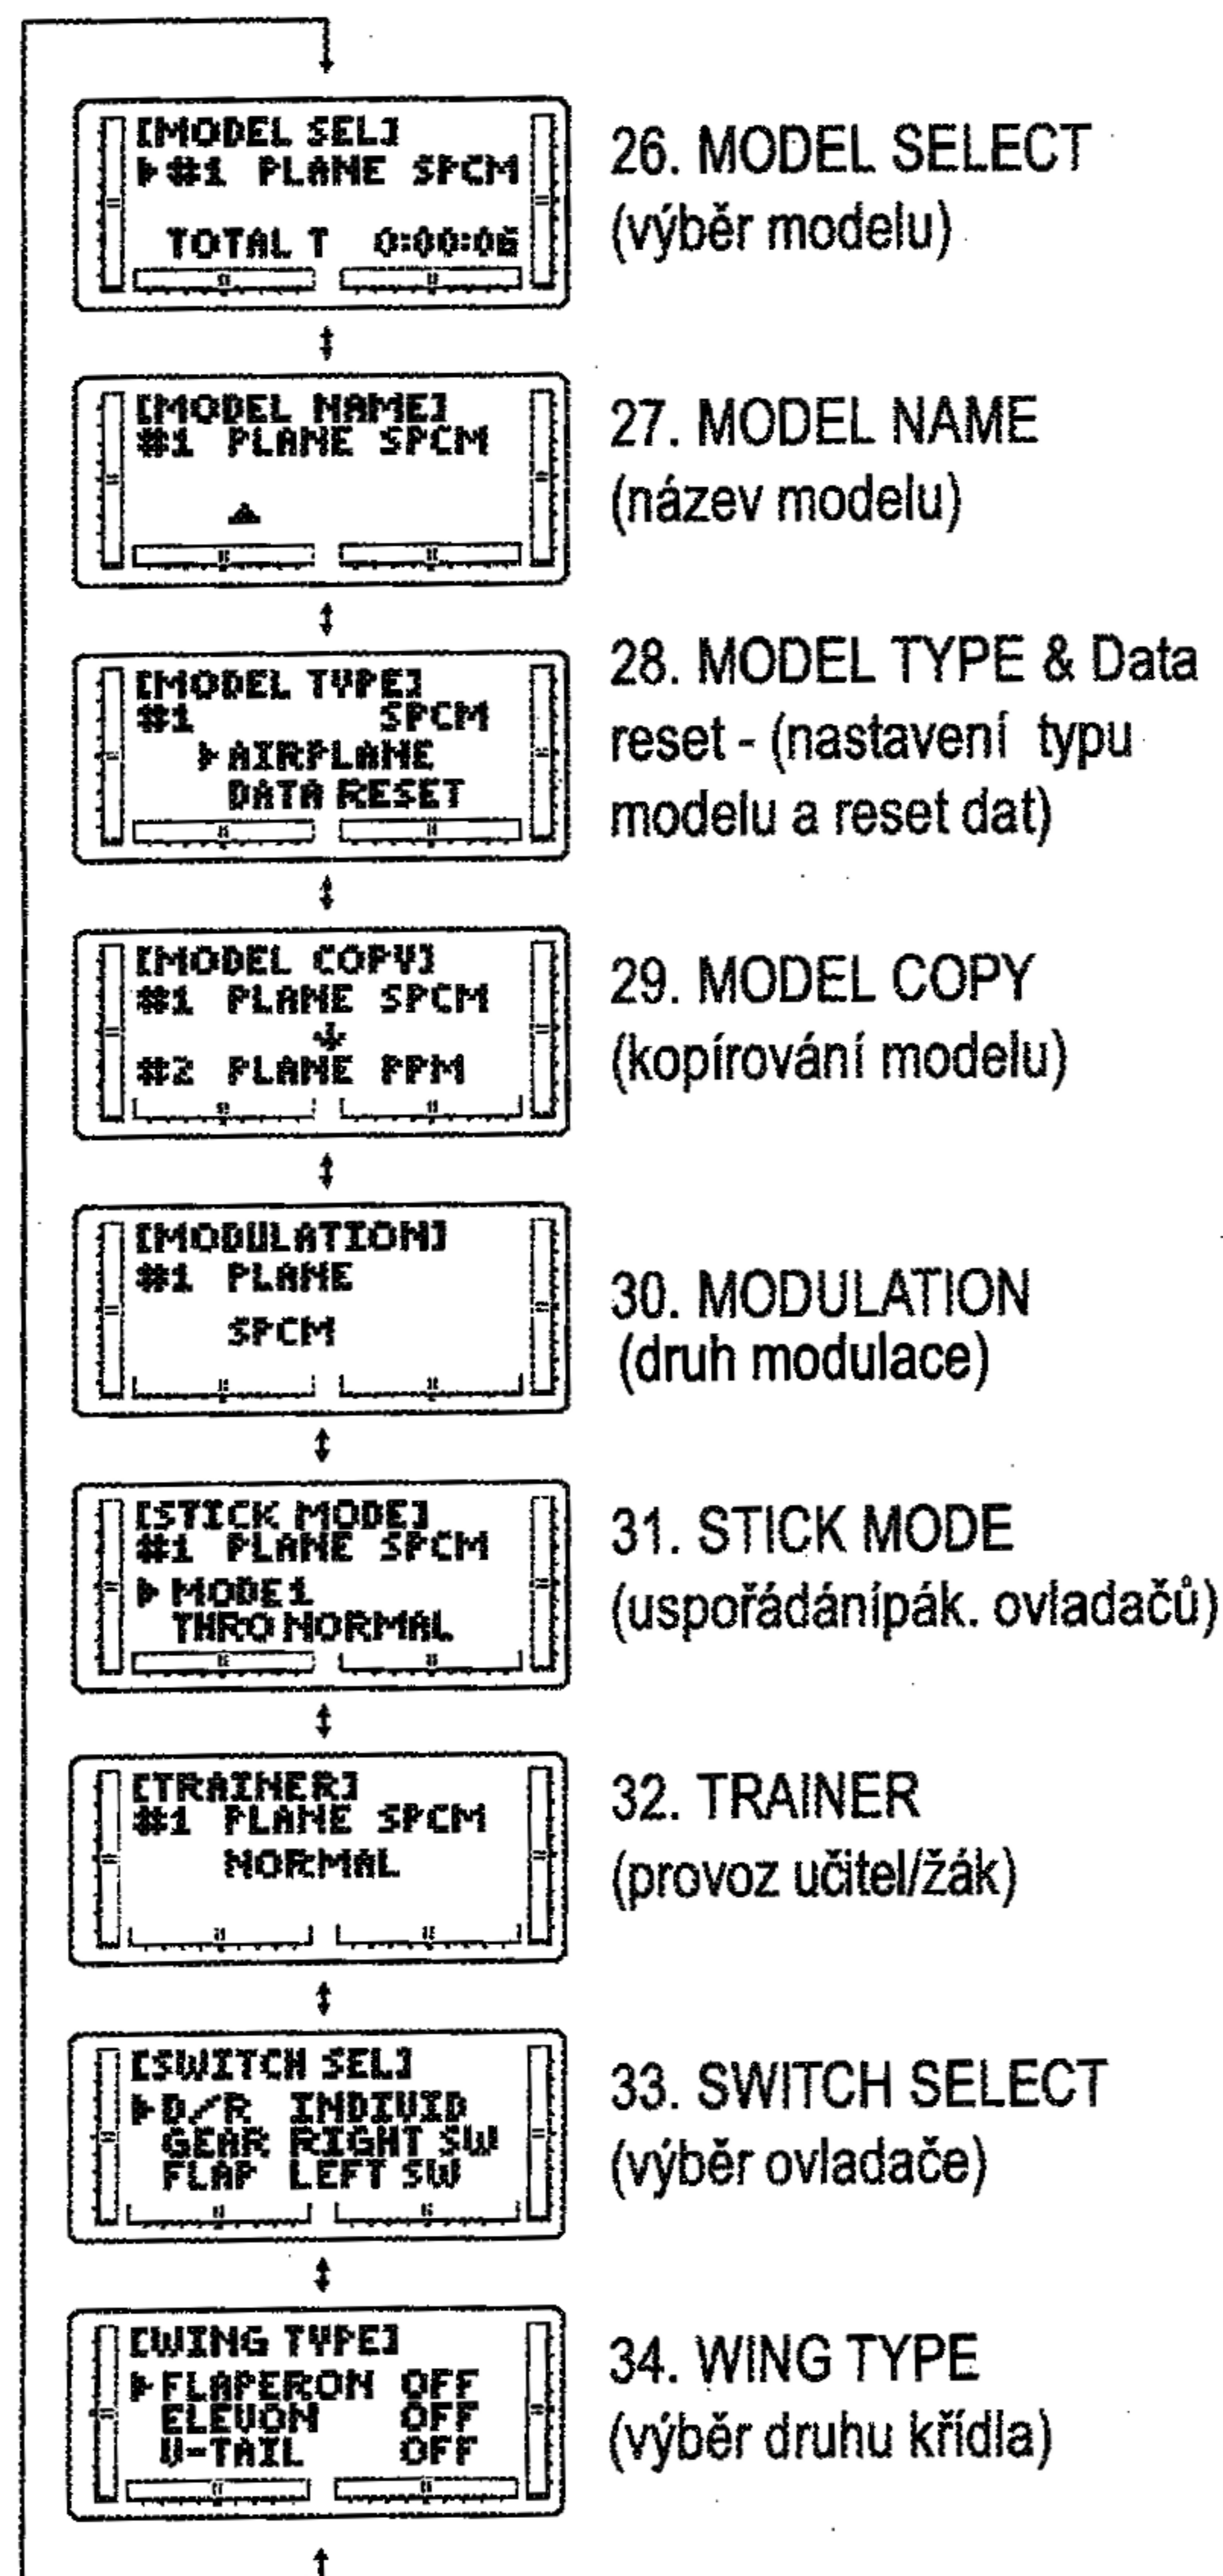 [MODEL SEL]
#1 PLANE SPCM
TOTAL T 0:00:06
26. MODEL SELECT
(výběr modelu)
[MODEL NAME]
#1 PLANE SPCM
27. MODEL NAME
(název modelu)
[MODEL TYPE]
#1 SPCM
AIRPLANE
DATA RESET
28. MODEL TYPE & Data
reset - (nastavení typu
modelu a reset dat)
[MODEL COPY]
#1 PLANE SPCM
#2 PLANE PPM
29. MODEL COPY
(kopírování modelu)
[MODULATION]
#1 PLANE
SPCM
30. MODULATION
(druh modulace)
[STICK MODE]
#1 PLANE SPCM
MODE1
THRO NORMAL
31. STICK MODE
(uspořádánípák. ovladačů)
[TRAINER]
#1 PLANE SPCM
NORMAL
32. TRAINER
(provoz učitel/žák)
[SWITCH SEL]
D/R INDIVID
GEAR RIGHT SW
FLAP LEFT SW
33. SWITCH SELECT
(výběr ovladače)
[WING TYPE]
FLAPERON OFF
ELEVON OFF
V-TAIL OFF
34. WING TYPE
(výběr druhu křídla)